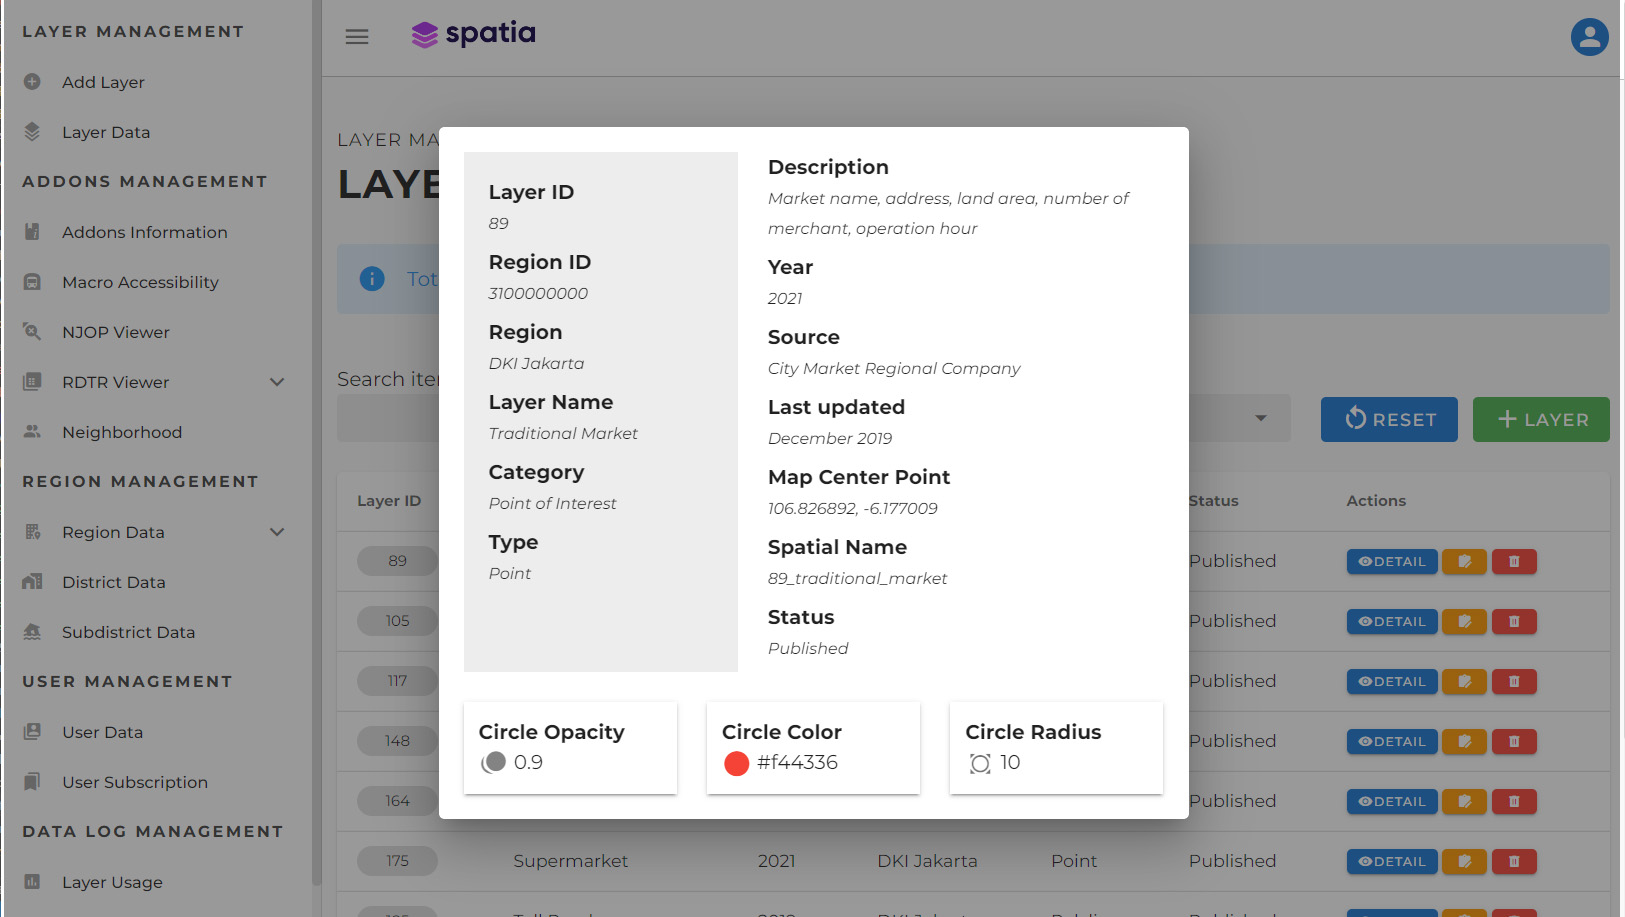 LAYER MANAGEMENT
Add Layer
Layer Data
ADDONS MANAGEMENT
Addons Information
Macro Accessibility
NJOP Viewer
RDTR Viewer
Neighborhood
REGION MANAGEMENT
Region Data
District Data
Subdistrict Data
USER MANAGEMENT
User Data
User Subscription
DATA LOG MANAGEMENT
Layer Usage
spatia
LAYER MA
LAYE
Tot
Search iter
RESET
+ LAYER
Layer ID
Status
Actions
89
Published
DETAIL
105
Published
DETAIL
117
Published
DETAIL
148
Published
DETAIL
164
Published
DETAIL
175 Supermarket 2021 DKI Jakarta Point Published
DETAIL
Layer ID
89
Region ID
3100000000
Region
DKI Jakarta
Layer Name
Traditional Market
Category
Point of Interest
Type
Point
Description
Market name, address, land area, number of
merchant, operation hour
Year
2021
Source
City Market Regional Company
Last updated
December 2019
Map Center Point
106.826892, -6.177009
Spatial Name
89_traditional_market
Status
Published
Circle Opacity
0.9
Circle Color
#f44336
Circle Radius
10